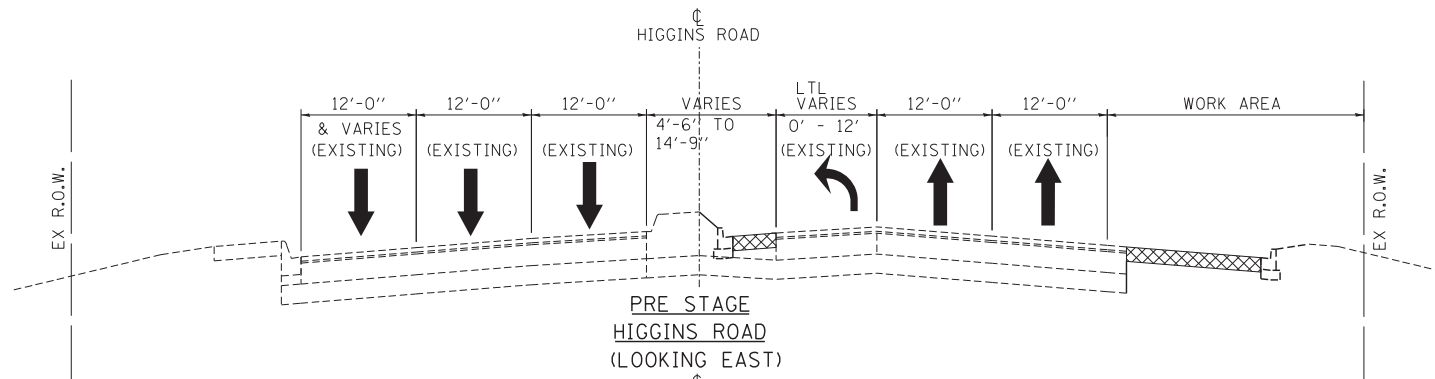 ℄
HIGGINS ROAD
12'-0"
& VARIES
(EXISTING)
12'-0"
(EXISTING)
12'-0"
(EXISTING)
VARIES
4'-6" TO
14'-9"
LTL
VARIES
0' - 12'
(EXISTING)
12'-0"
(EXISTING)
12'-0"
(EXISTING)
WORK AREA
EX R.O.W.
EX R.O.W.
PRE STAGE
HIGGINS ROAD
(LOOKING EAST)
℄